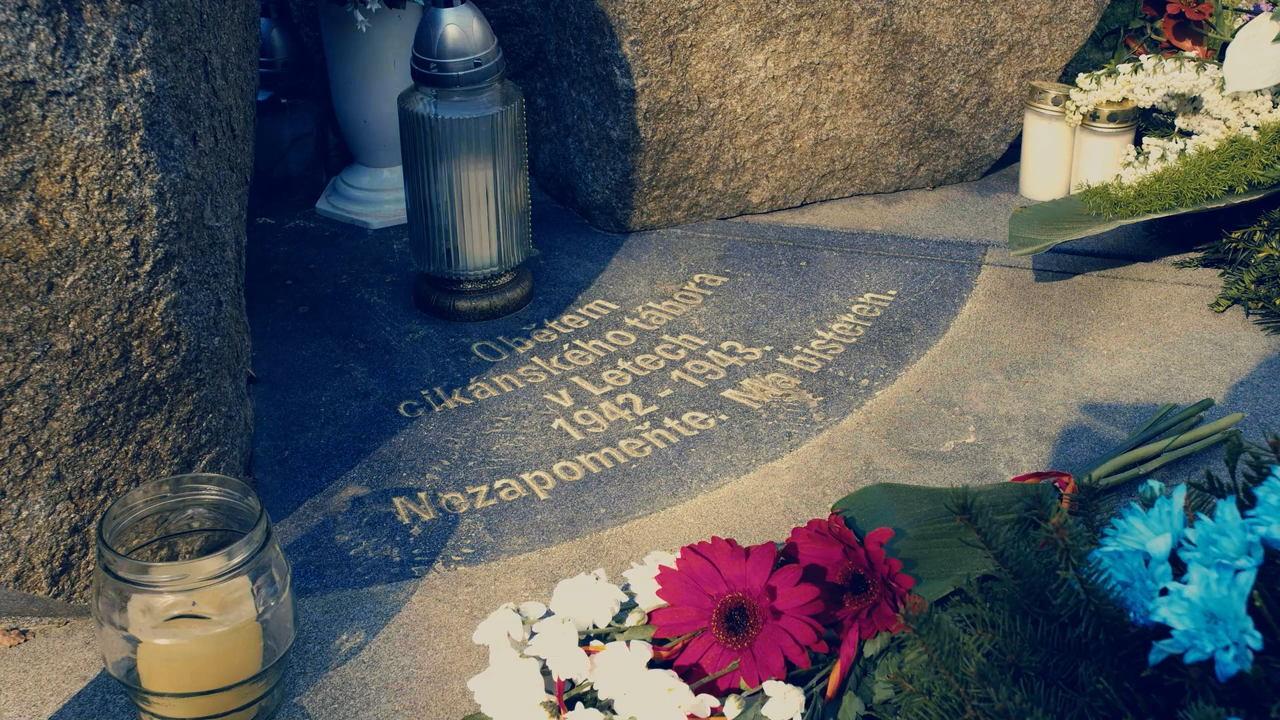 Obětem
cikánského tábora
v Letech
1942 - 1943.
Nezapomeňte. Ma bisteren.